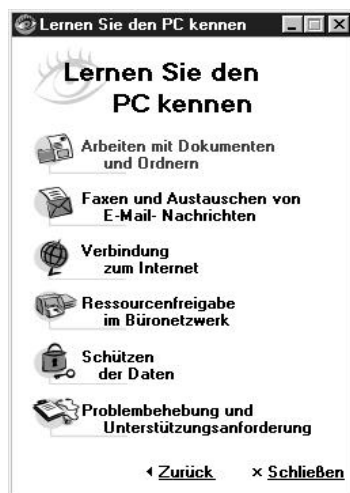 Lernen Sie den PC kennen
Lernen Sie den
PC kennen
Arbeiten mit Dokumenten
und Ordnern
Faxen und Austauschen von
E-Mail- Nachrichten
Verbindung
zum Internet
Ressourcenfreigabe
im Büronetzwerk
Schützen
der Daten
Problembehebung und
Unterstützungsanforderung
Zurück × Schließen